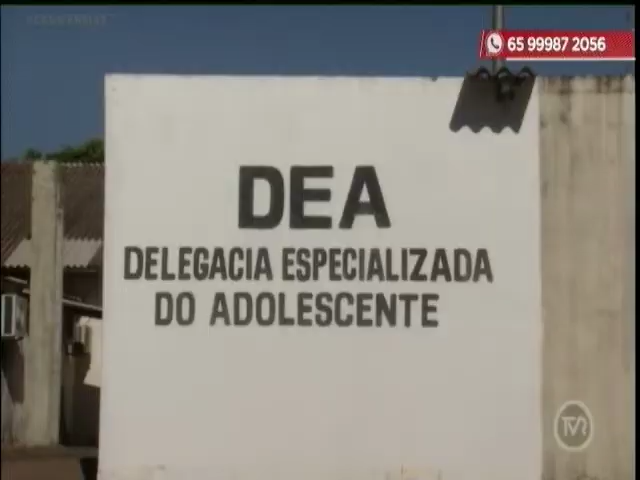 65 99987 2056
DEA
DELEGACIA ESPECIALIZADA
DO ADOLESCENTE
TVR